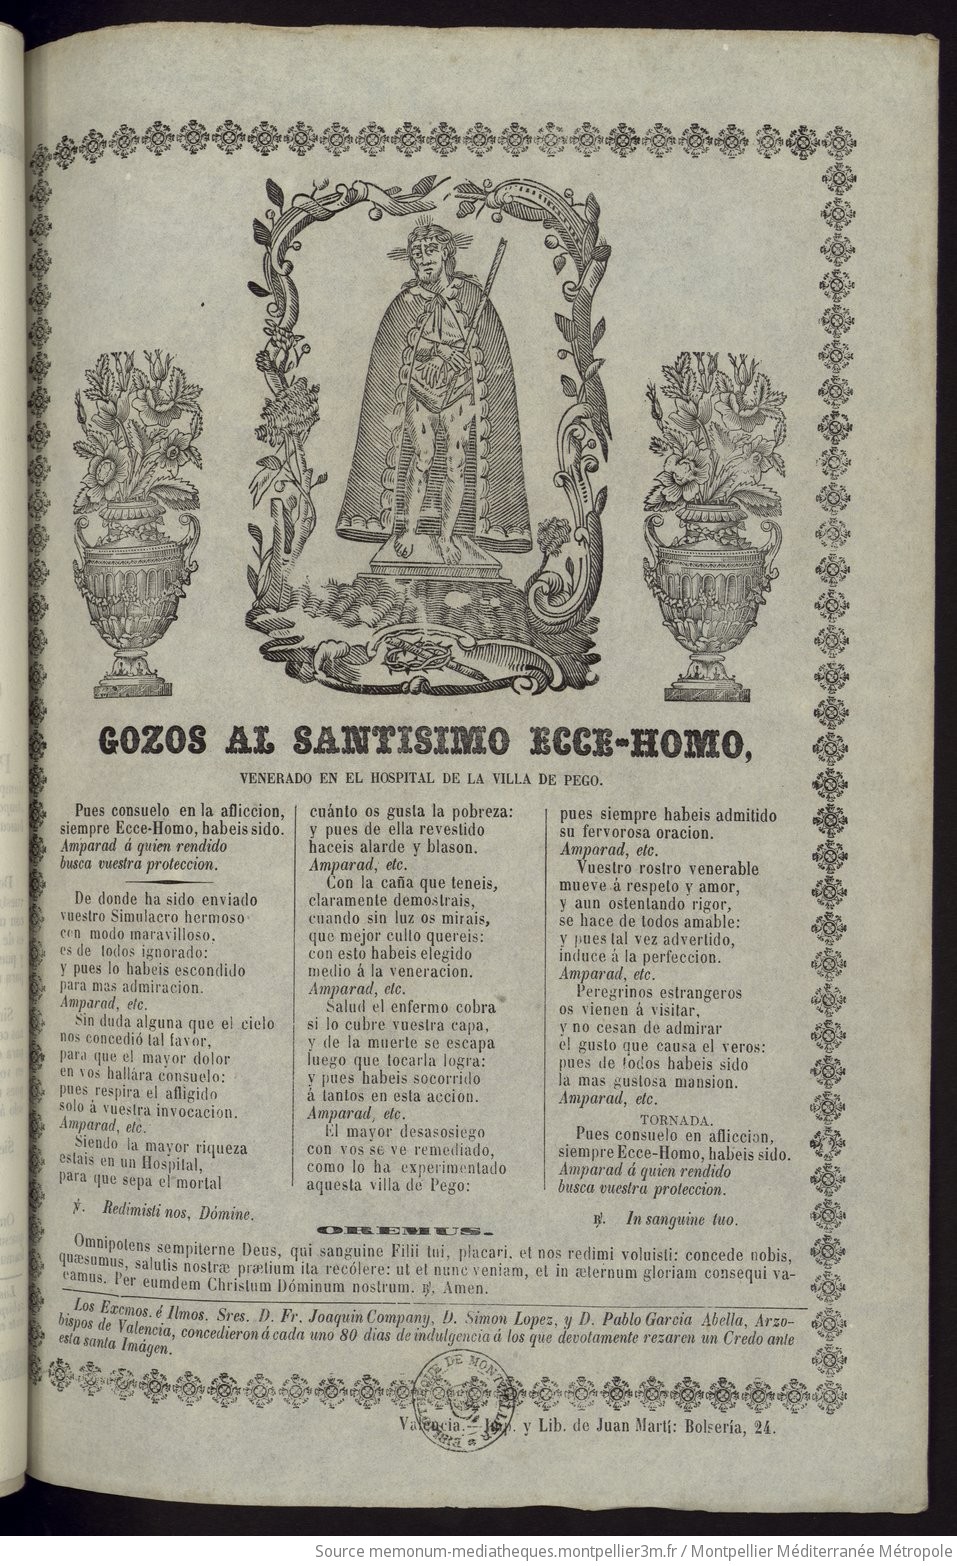 GOZOS AL SANTISIMO ECCE-HOMO,
VENERADO EN EL HOSPITAL DE LA VILLA DE PEGO.
Pues consuelo en la afliccion,
siempre Ecce-Homo, habeis sido.
Amparad á quien rendido
busca vuestra proteccion.
De donde ha sido enviado
vuestro Simulacro hermoso
con modo maravilloso,
es de todos ignorado:
y pues lo habeis escondido
para mas admiracion.
Amparad, etc.
Sin duda alguna que el cielo
nos concedió tal favor,
para que el mayor dolor
en vos hallára consuelo:
pues respira el afligido
solo á vuestra invocacion.
Amparad, etc.
Siendo la mayor riqueza
estais en un Hospital,
para que sepa el mortal
cuánto os gusta la pobreza:
y pues de ella revestido
haceis alarde y blason.
Amparad, etc.
Con la caña que teneis,
claramente demostrais,
cuando sin luz os mirais,
que mejor culto quereis:
con esto habeis elegido
medio á la veneracion.
Amparad, etc.
Salud el enfermo cobra
si lo cubre vuestra capa,
y de la muerte se escapa
luego que tocarla logra:
y pues habeis socorrido
á tantos en esta accion.
Amparad, etc.
El mayor desasosiego
con vos se ve remediado,
como lo ha experimentado
aquesta villa de Pego:
pues siempre habeis admitido
su fervorosa oracion.
Amparad, etc.
Vuestro rostro venerable
mueve á respeto y amor,
y aun ostentando rigor,
se hace de todos amable:
y pues tal vez advertido,
induce á la perfeccion.
Amparad, etc.
Peregrinos estrangeros
os vienen á visitar,
y no cesan de admirar
el gusto que causa el veros:
pues de todos habeis sido
la mas gustosa mansion.
Amparad, etc.
TORNADA.
Pues consuelo en afliccion,
siempre Ecce-Homo, habeis sido.
Amparad á quien rendido
busca vuestra proteccion.
℣. Redimisti nos, Dómine.
℟. In sanguine tuo.
OREMUS.
Omnipotens sempiterne Deus, qui sanguine Filii tui, placari, et nos redimi voluisti: concede nobis,
quæsumus, salutis nostræ prætium ita recólere: ut et nunc veniam, et in æternum gloriam consequi va-
eamus. Per eumdem Christum Dóminum nostrum. ℟. Amen.
Los Excmos. é Ilmos. Sres. D. Fr. Joaquin Company, D. Simon Lopez, y D. Pablo Garcia Abella, Arzo-
bispos de Valencia, concedieron á cada uno 80 dias de indulgencia á los que devotamente rezaren un Credo ante
esta santa Imágen.
Valencia.—Imp. y Lib. de Juan Martí: Bolsería, 24.
Source memonum-mediatheques.montpellier3m.fr / Montpellier Méditerranée Métropole